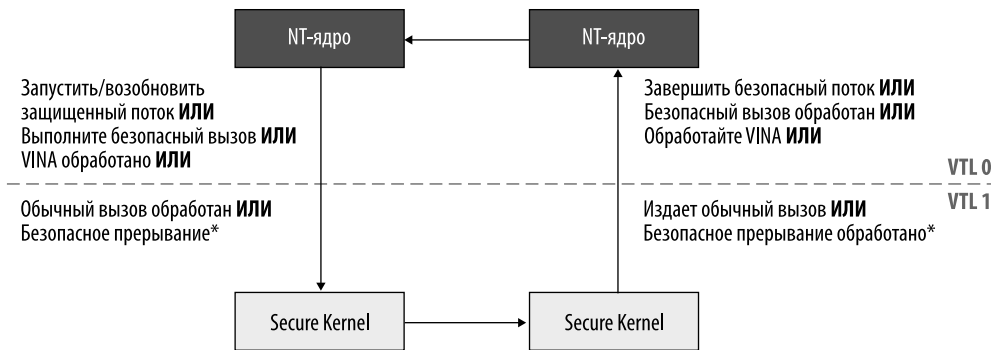 NT-ядро
NT-ядро
Запустить/возобновить
защищенный поток ИЛИ
Выполните безопасный вызов ИЛИ
VINA обработано ИЛИ
Завершить безопасный поток ИЛИ
Безопасный вызов обработан ИЛИ
Обработайте VINA ИЛИ
VTL 0
VTL 1
Обычный вызов обработан ИЛИ
Безопасное прерывание*
Издает обычный вызов ИЛИ
Безопасное прерывание обработано*
Secure Kernel
Secure Kernel